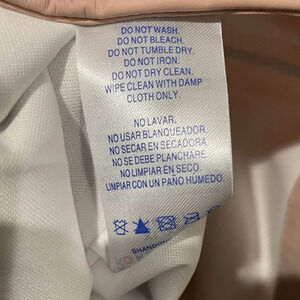 DO NOT WASH.
DO NOT BLEACH.
DO NOT TUMBLE DRY.
DO NOT IRON.
DO NOT DRY CLEAN.
WIPE CLEAN WITH DAMP
CLOTH ONLY.
NO LAVAR.
NO USAR BLANQUEADOR.
NO SECAR EN SECADORA.
NO SE DEBE PLANCHAR.
NO LIMPIAR EN SECO.
LIMPIAR CON UN PAÑO HUMEDO.